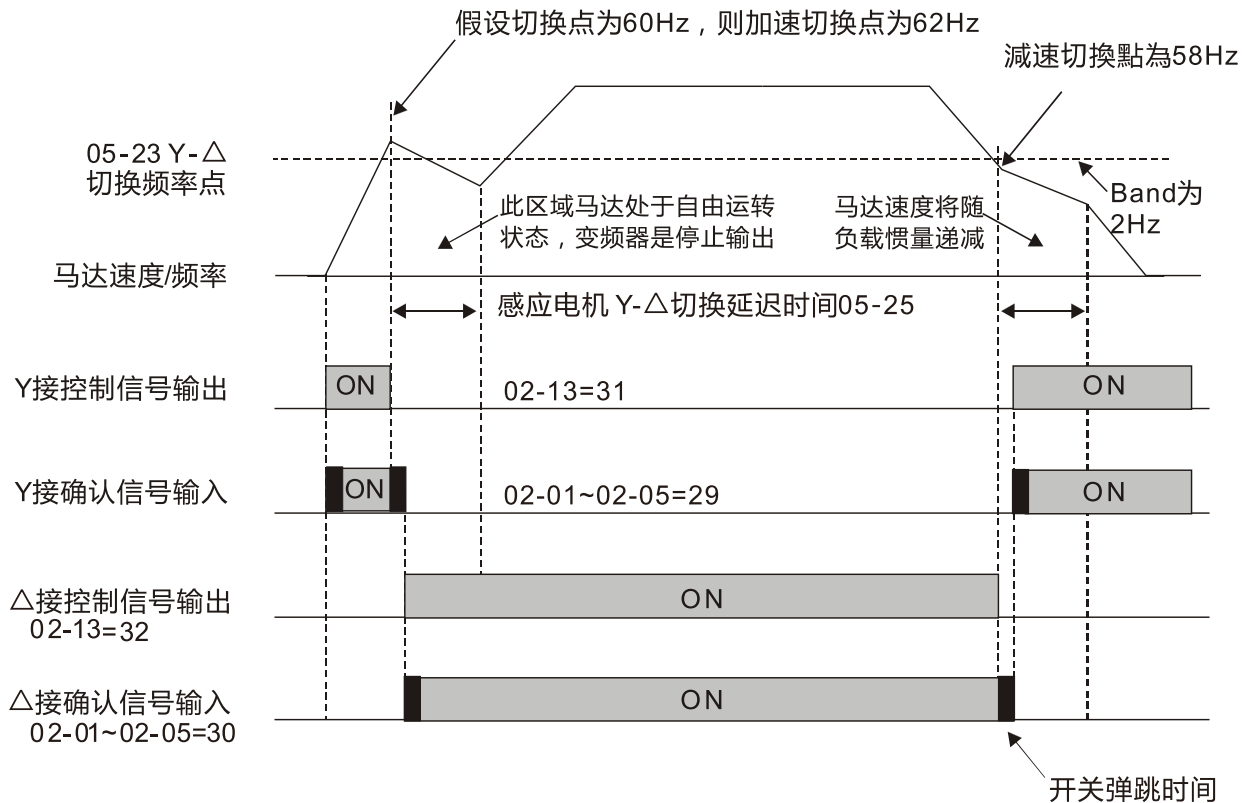 假设切换点为60Hz，则加速切换点为62Hz
減速切換點為58Hz
05-23 Y-△
切换频率点
Band为
2Hz
此区域马达处于自由运转
状态，变频器是停止输出
马达速度将随
负载惯量递减
马达速度/频率
感应电机 Y-△切换延迟时间05-25
Y接控制信号输出
ON
02-13=31
ON
Y接确认信号输入
ON
02-01~02-05=29
ON
△接控制信号输出
02-13=32
ON
△接确认信号输入
02-01~02-05=30
ON
开关弹跳时间